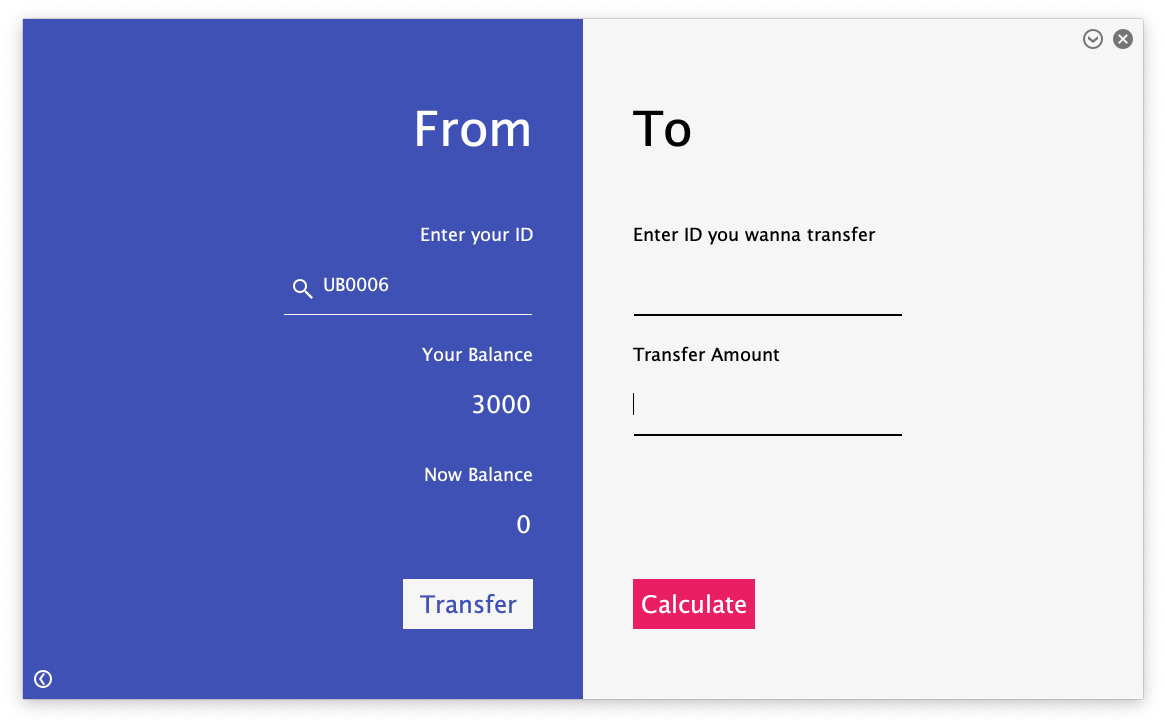 From
Enter your ID
UB0006
Your Balance
3000
Now Balance
0
Transfer
To
Enter ID you wanna transfer
Transfer Amount
Calculate